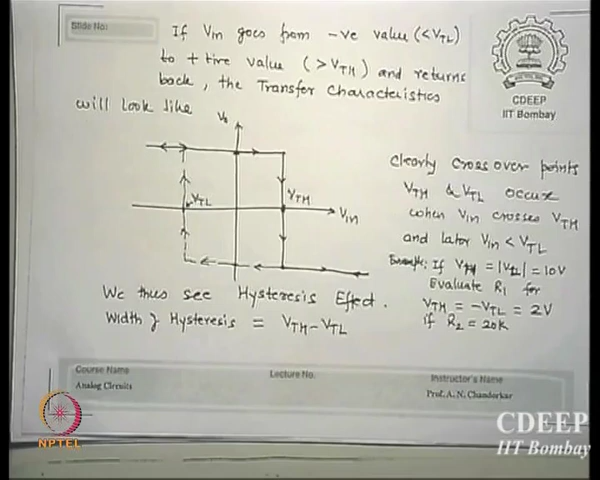 Slide No:
If Vin goes from -ve value (<VTL)
to +tive value (>VTH) and returns
back, the Transfer Characteristics
will look like
CDEEP
IIT Bombay
Vo
VTL
VTH
Vin
Clearly Cross over points
VTH & VTL occur
when Vin crosses VTH
and later Vin < VTL
Example: If VTH = |VTL| = 10V
Evaluate R1 for
VTH = -VTL = 2V
if R2 = 20k
We thus see Hysteresis Effect.
Width of Hysteresis = VTH - VTL
Course Name
Analog Circuits
Lecture No.
Instructor's Name
Prof. A. N. Chandorkar
NPTEL
CDEEP
IIT Bombay